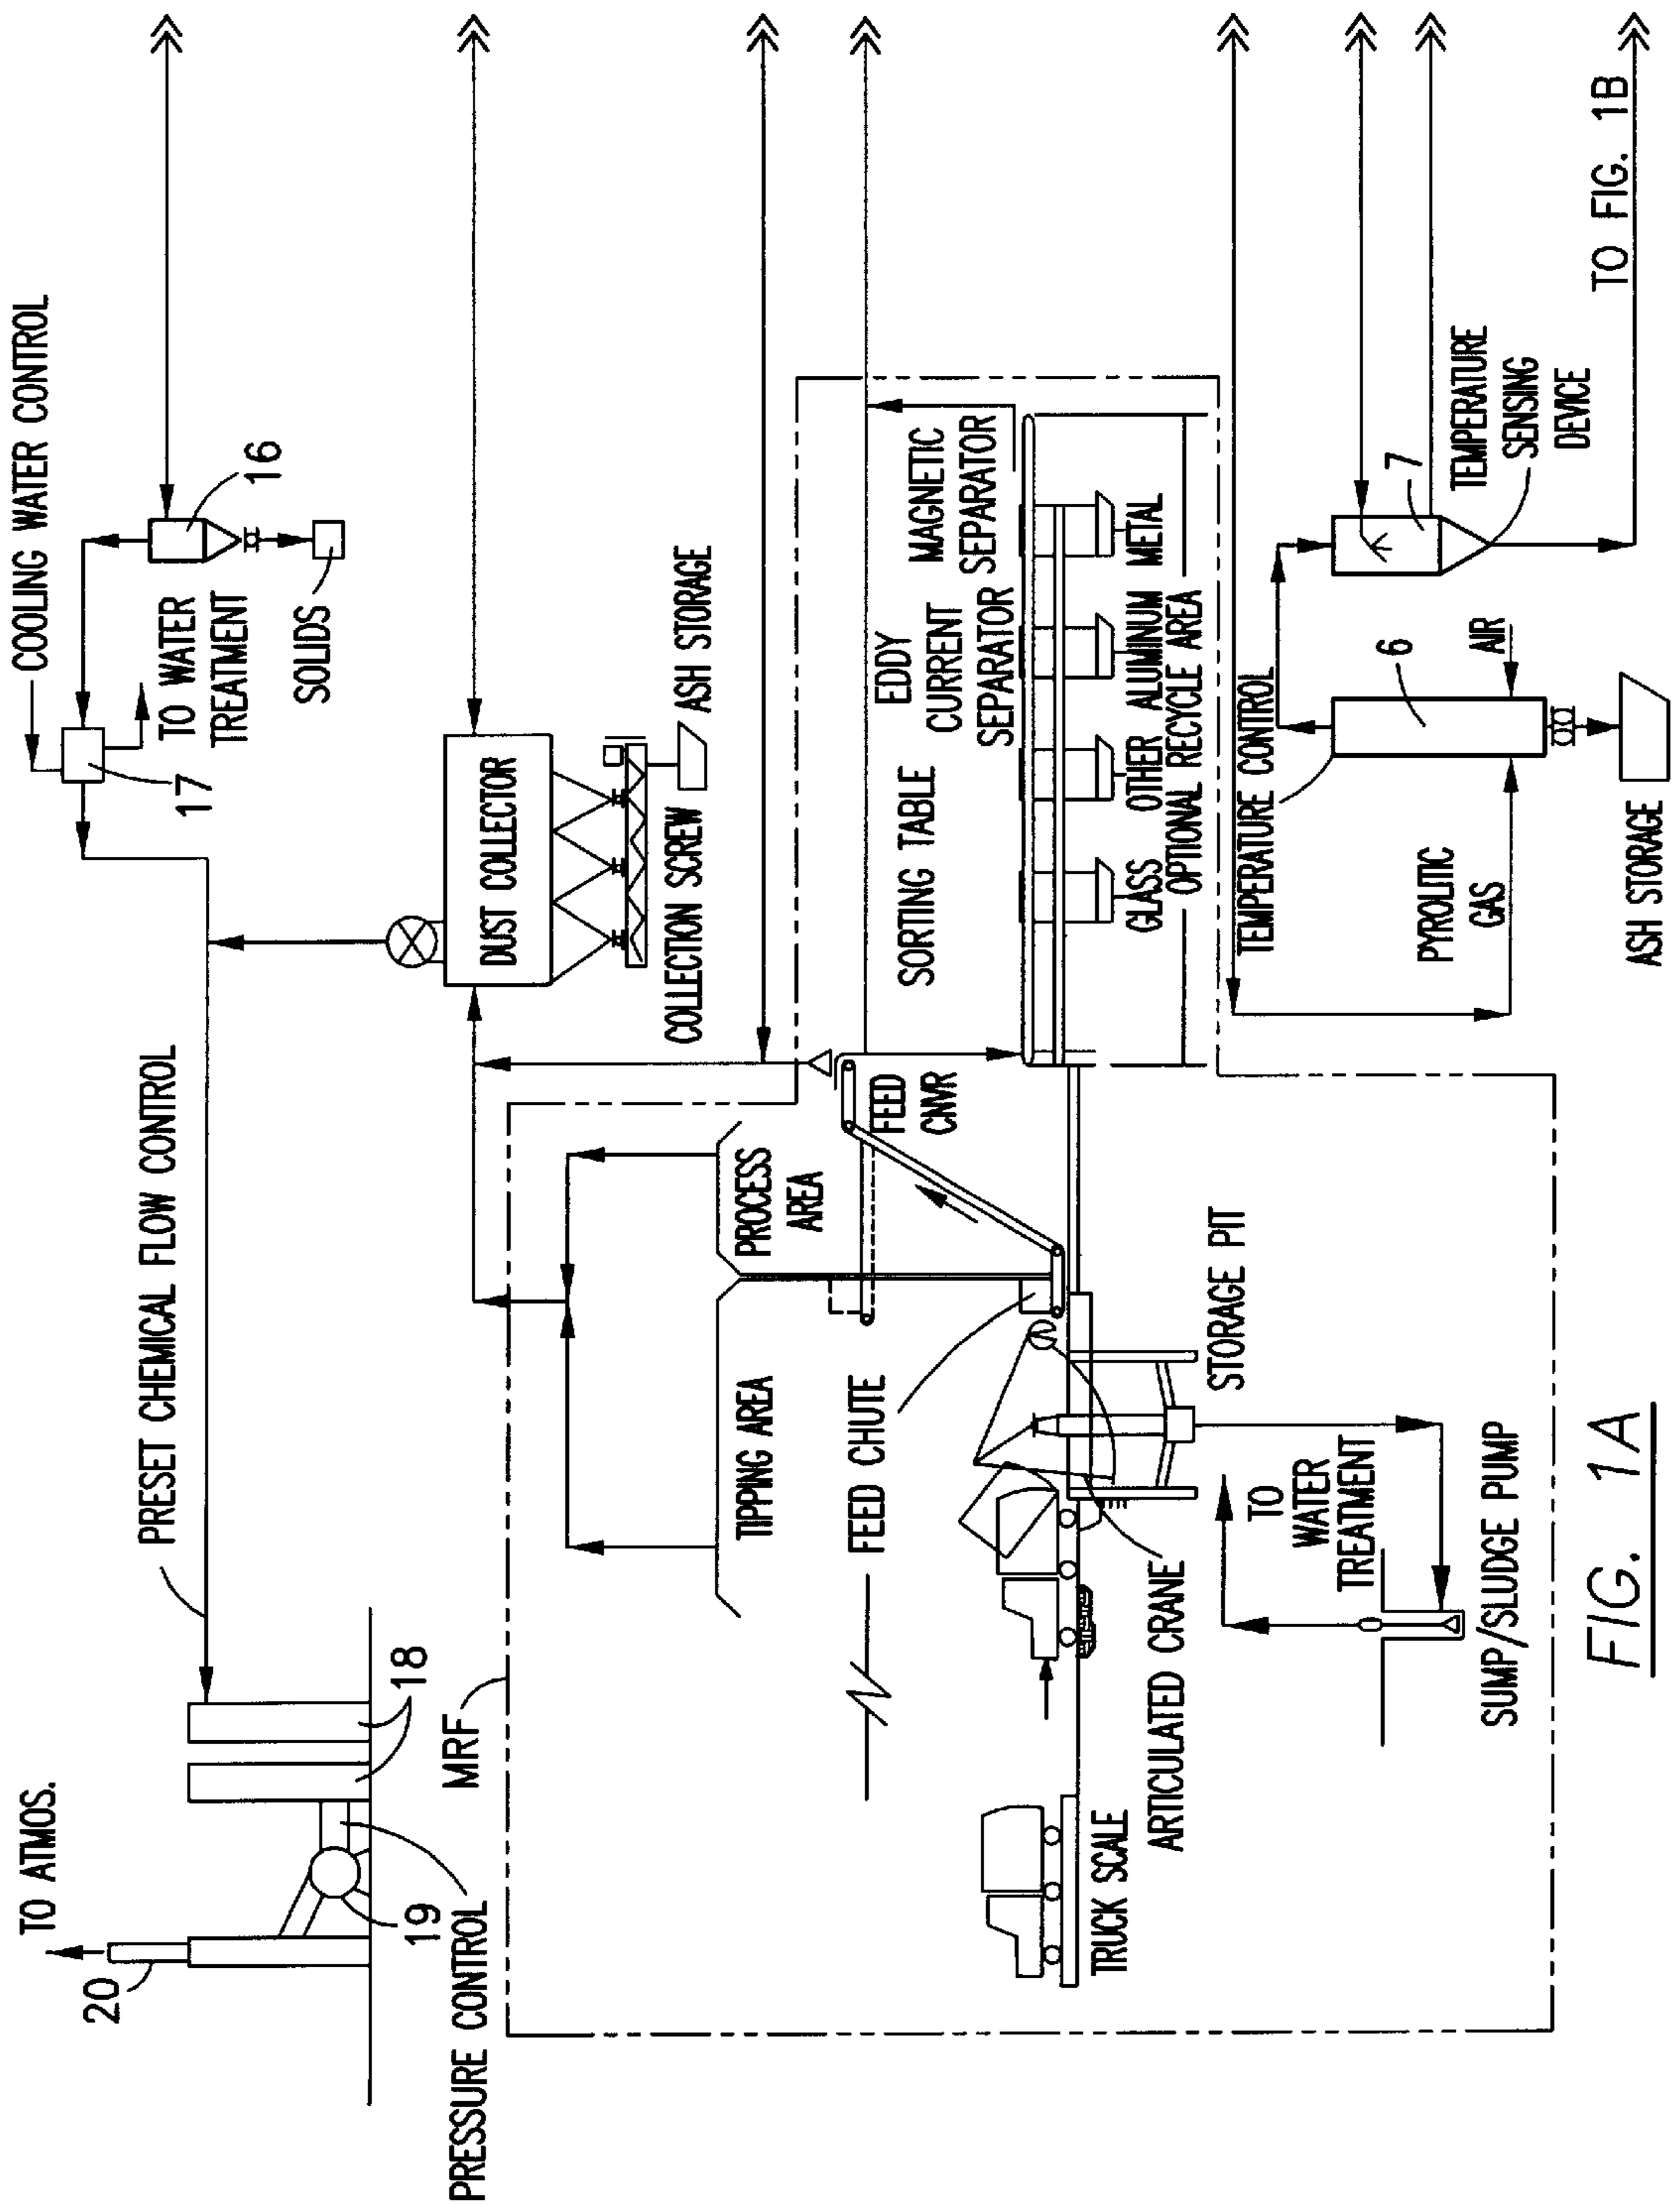 TO ATMOS.
20
19
PRESSURE CONTROL
18
PRESET CHEMICAL FLOW CONTROL
COOLING WATER CONTROL
17
TO WATER
TREATMENT
16
SOLIDS
DUST COLLECTOR
COLLECTION SCREW
ASH STORAGE
MRF
TIPPING AREA
PROCESS
AREA
FEED CHUTE
FEED
CNVR
SORTING TABLE
EDDY
CURRENT
SEPARATOR
MAGNETIC
SEPARATOR
GLASS
OTHER
ALUMINUM
METAL
OPTIONAL RECYCLE AREA
TRUCK SCALE
ARTICULATED CRANE
STORAGE PIT
TO
WATER
TREATMENT
SUMP/SLUDGE PUMP
TEMPERATURE CONTROL
PYROLITIC
GAS
6
AIR
ASH STORAGE
7
TEMPERATURE
SENSING
DEVICE
TO FIG. 1B
FIG. 1A